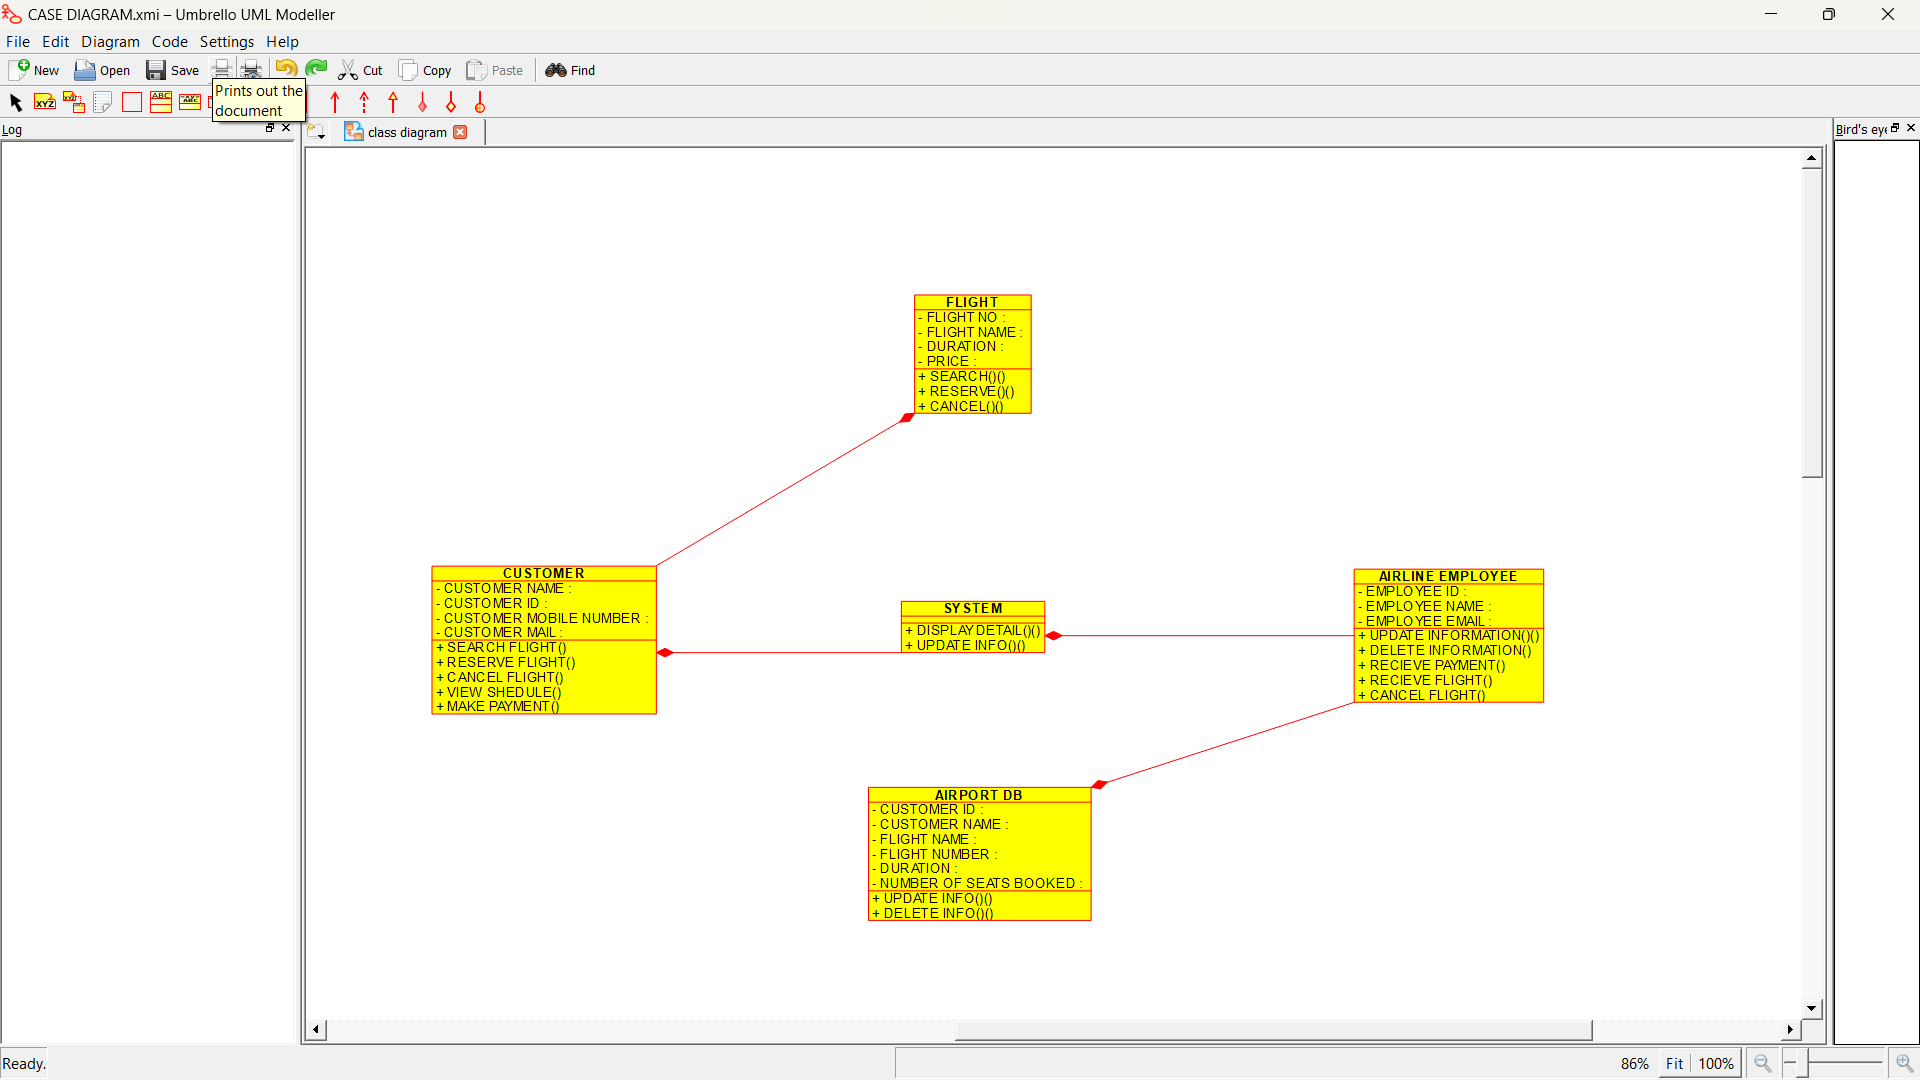 CASE DIAGRAM.xmi – Umbrello UML Modeller
File Edit Diagram Code Settings Help
New Open Save Cut Copy Paste Find
XYZ
XYZ
ABC
Prints out the
document
Log
class diagram
Bird's eye
FLIGHT
- FLIGHT NO :
- FLIGHT NAME :
- DURATION :
- PRICE :
+ SEARCH()()
+ RESERVE()()
+ CANCEL()()
CUSTOMER
- CUSTOMER NAME :
- CUSTOMER ID :
- CUSTOMER MOBILE NUMBER :
- CUSTOMER MAIL :
+ SEARCH FLIGHT()
+ RESERVE FLIGHT()
+ CANCEL FLIGHT()
+ VIEW SHEDULE()
+ MAKE PAYMENT()
SYSTEM
+ DISPLAY DETAIL()()
+ UPDATE INFO()()
AIRLINE EMPLOYEE
- EMPLOYEE ID :
- EMPLOYEE NAME :
- EMPLOYEE EMAIL :
+ UPDATE INFORMATION()()
+ DELETE INFORMATION()
+ RECIEVE PAYMENT()
+ RECIEVE FLIGHT()
+ CANCEL FLIGHT()
AIRPORT DB
- CUSTOMER ID :
- CUSTOMER NAME :
- FLIGHT NAME :
- FLIGHT NUMBER :
- DURATION :
- NUMBER OF SEATS BOOKED :
+ UPDATE INFO()()
+ DELETE INFO()()
Ready.
86% Fit 100%